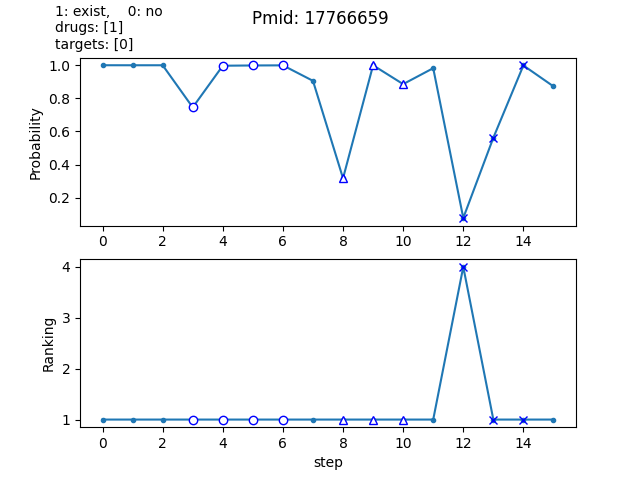 1: exist,    0: no
drugs: [1]
targets: [0]
Pmid: 17766659
1.0
0.8
0.6
0.4
0.2
Probability
0 2 4 6 8 10 12 14
4
3
2
1
Ranking
0 2 4 6 8 10 12 14
step